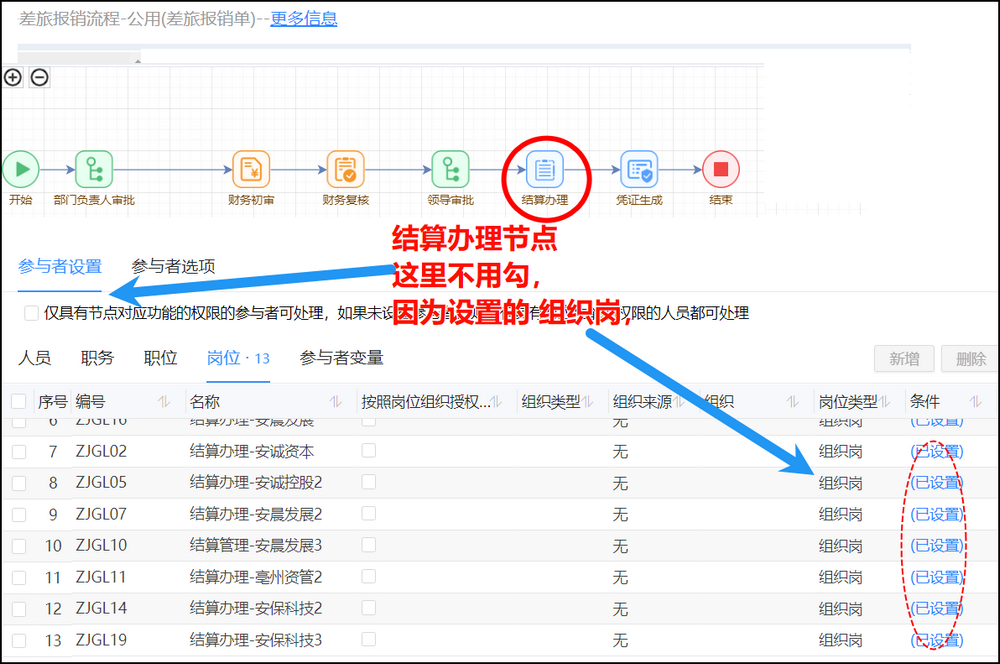 差旅报销流程-公用(差旅报销单)--更多信息
开始 部门负责人审批 财务初审 财务复核 领导审批 结算办理 凭证生成 结束
结算办理节点
这里不用勾,
因为设置的 组织岗,
参与者设置 参与者选项
仅具有节点对应功能的权限的参与者可处理，如果未设 权限的人员都可处理
人员 职务 职位 岗位 · 13 参与者变量 新增 删除
序号 编号 名称 按照岗位组织授权... 组织类型 组织来源 组织 岗位类型 条件
6 ZJGL16 结算办理-安晨发展 无 组织岗 (已设置)
7 ZJGL02 结算办理-安诚资本 无 组织岗 (已设置)
8 ZJGL05 结算办理-安诚控股2 无 组织岗 (已设置)
9 ZJGL07 结算办理-安晨发展2 无 组织岗 (已设置)
10 ZJGL10 结算管理-安晨发展3 无 组织岗 (已设置)
11 ZJGL11 结算办理-亳州资管2 无 组织岗 (已设置)
12 ZJGL14 结算办理-安保科技2 无 组织岗 (已设置)
13 ZJGL19 结算办理-安保科技3 无 组织岗 (已设置)